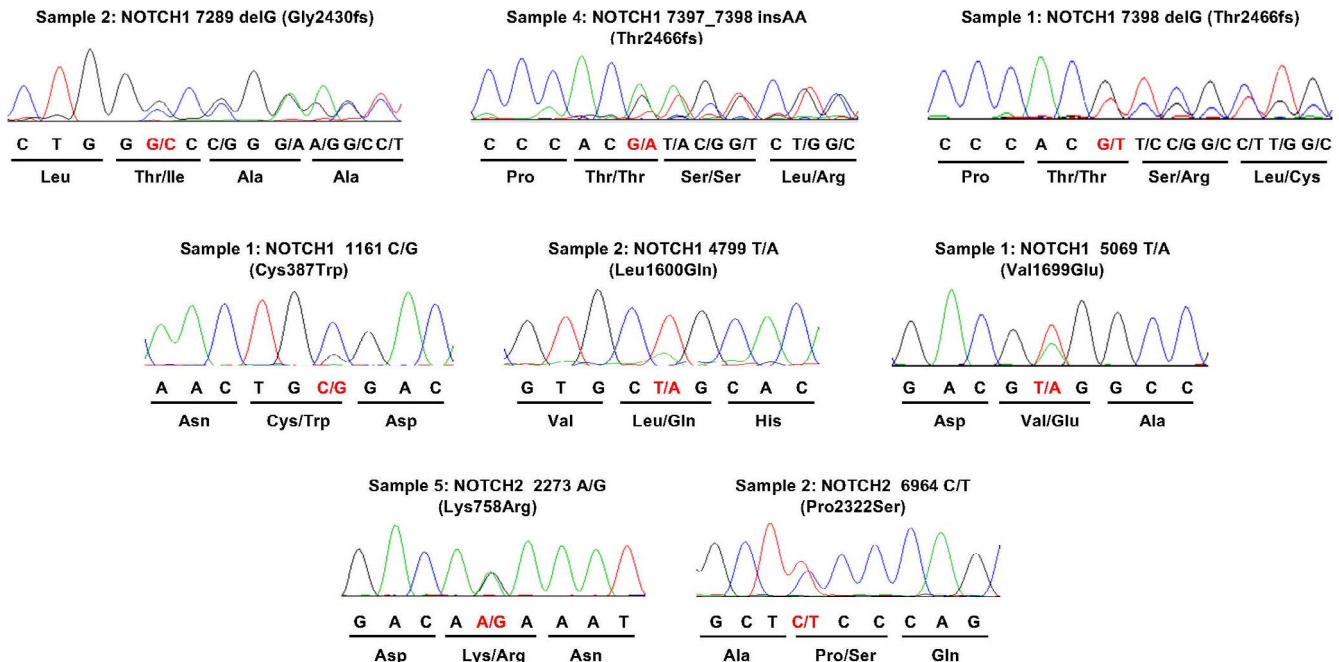 Sample 2: NOTCH1 7289 delG (Gly2430fs)
C T G G G/C C C/G G G/A A/G G/C C/T
Leu Thr/Ile Ala Ala
Sample 4: NOTCH1 7397_7398 insAA
(Thr2466fs)
C C C A C G/A T/A C/G G/T C T/G G/C
Pro Thr/Thr Ser/Ser Leu/Arg
Sample 1: NOTCH1 7398 delG (Thr2466fs)
C C C A C G/T T/C C/G G/C C/T T/G G/C
Pro Thr/Thr Ser/Arg Leu/Cys
Sample 1: NOTCH1 1161 C/G
(Cys387Trp)
A A C T G C/G G A C
Asn Cys/Trp Asp
Sample 2: NOTCH1 4799 T/A
(Leu1600Gln)
G T G C T/A G C A C
Val Leu/Gln His
Sample 1: NOTCH1 5069 T/A
(Val1699Glu)
G A C G T/A G G C C
Asp Val/Glu Ala
Sample 5: NOTCH2 2273 A/G
(Lys758Arg)
G A C A A/G A A A T
Asp Lys/Arg Asn
Sample 2: NOTCH2 6964 C/T
(Pro2322Ser)
G C T C/T C C C A G
Ala Pro/Ser Gln